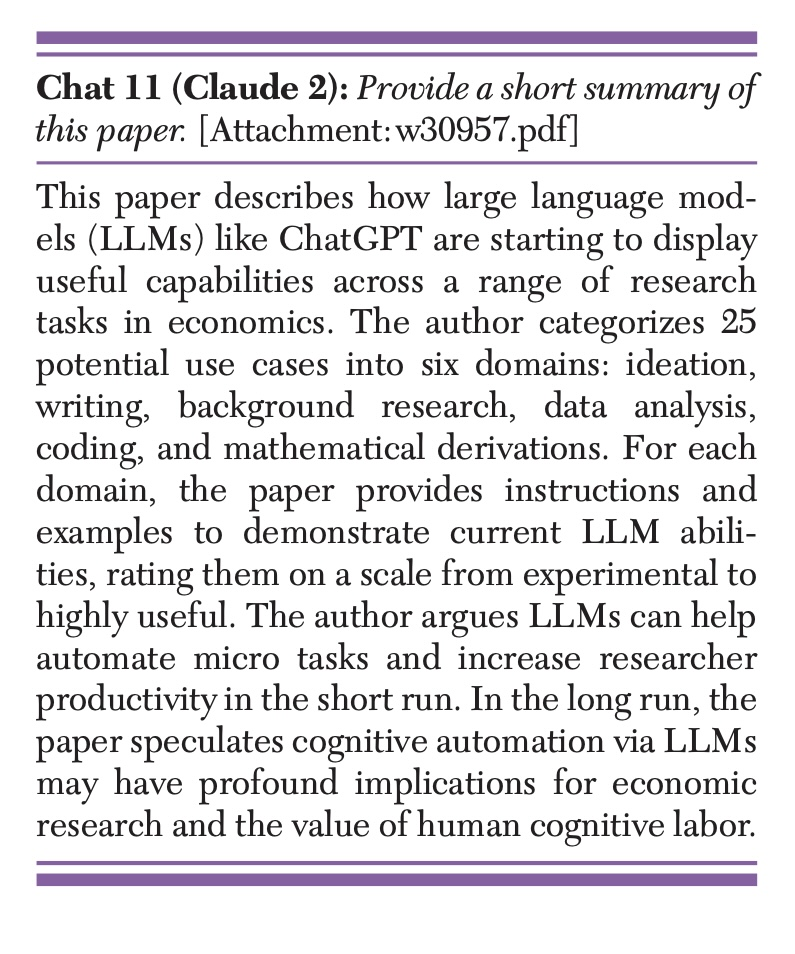 Chat 11 (Claude 2): Provide a short summary of
this paper. [Attachment: w30957.pdf]
This paper describes how large language mod-
els (LLMs) like ChatGPT are starting to display
useful capabilities across a range of research
tasks in economics. The author categorizes 25
potential use cases into six domains: ideation,
writing, background research, data analysis,
coding, and mathematical derivations. For each
domain, the paper provides instructions and
examples to demonstrate current LLM abili-
ties, rating them on a scale from experimental to
highly useful. The author argues LLMs can help
automate micro tasks and increase researcher
productivity in the short run. In the long run, the
paper speculates cognitive automation via LLMs
may have profound implications for economic
research and the value of human cognitive labor.